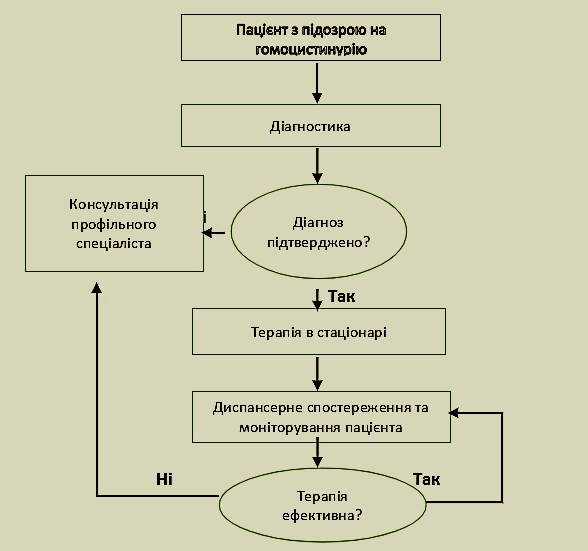 Пацієнт з підозрою на
гомоцистинурію
Діагностика
Консультація
профільного
спеціаліста
і
Діагноз
підтверджено?
Так
Терапія в стаціонарі
Диспансерне спостереження та
моніторування пацієнта
Ні
Так
Терапія
ефективна?